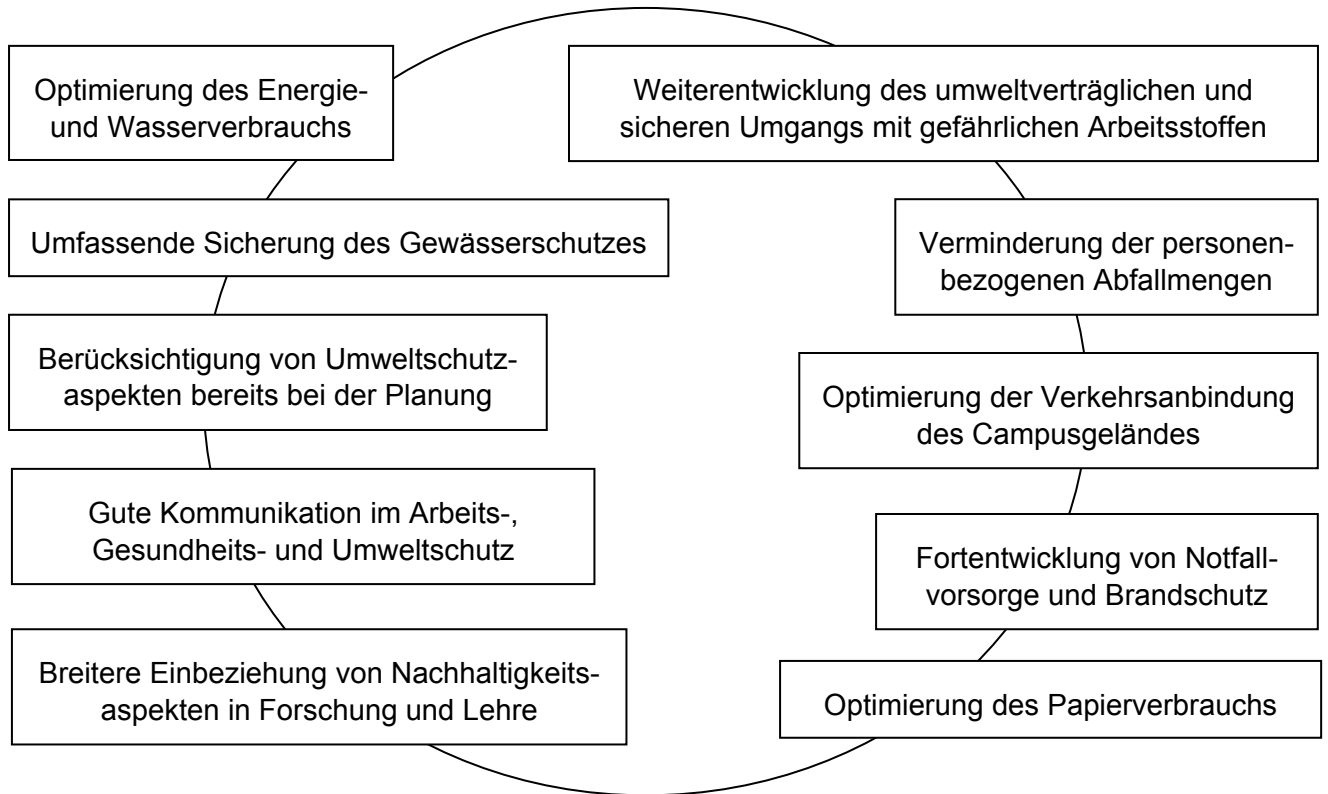 Optimierung des Energie-
und Wasserverbrauchs
Weiterentwicklung des umweltverträglichen und
sicheren Umgangs mit gefährlichen Arbeitsstoffen
Umfassende Sicherung des Gewässerschutzes
Verminderung der personen-
bezogenen Abfallmengen
Berücksichtigung von Umweltschutz-
aspekten bereits bei der Planung
Optimierung der Verkehrsanbindung
des Campusgeländes
Gute Kommunikation im Arbeits-,
Gesundheits- und Umweltschutz
Fortentwicklung von Notfall-
vorsorge und Brandschutz
Breitere Einbeziehung von Nachhaltigkeits-
aspekten in Forschung und Lehre
Optimierung des Papierverbrauchs